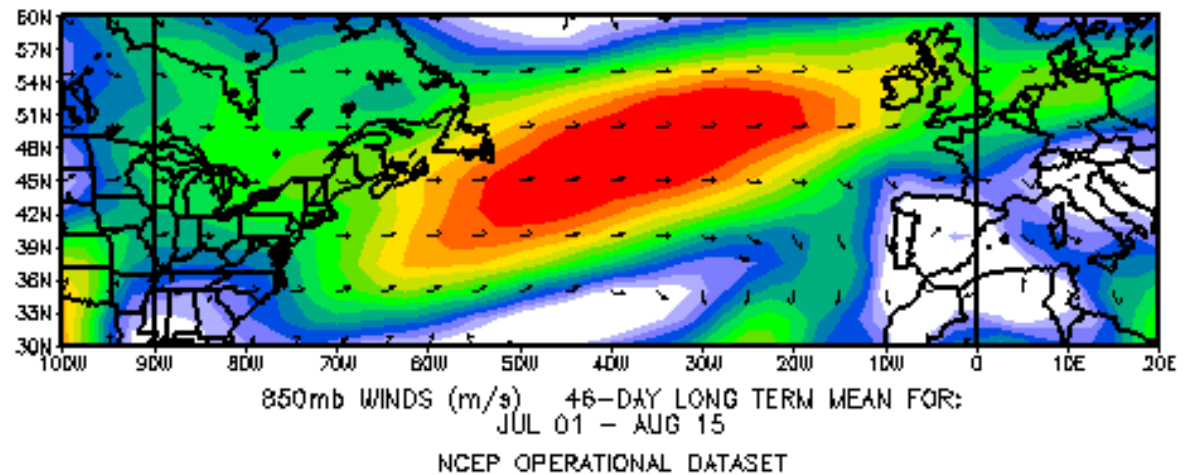 60N
57N
54N
51N
48N
45N
42N
39N
36N
33N
30N
100W 90W 80W 70W 60W 50W 40W 30W 20W 10W 0 10E 20E
850mb WINDS (m/s) 46-DAY LONG TERM MEAN FOR:
JUL 01 - AUG 15
NCEP OPERATIONAL DATASET